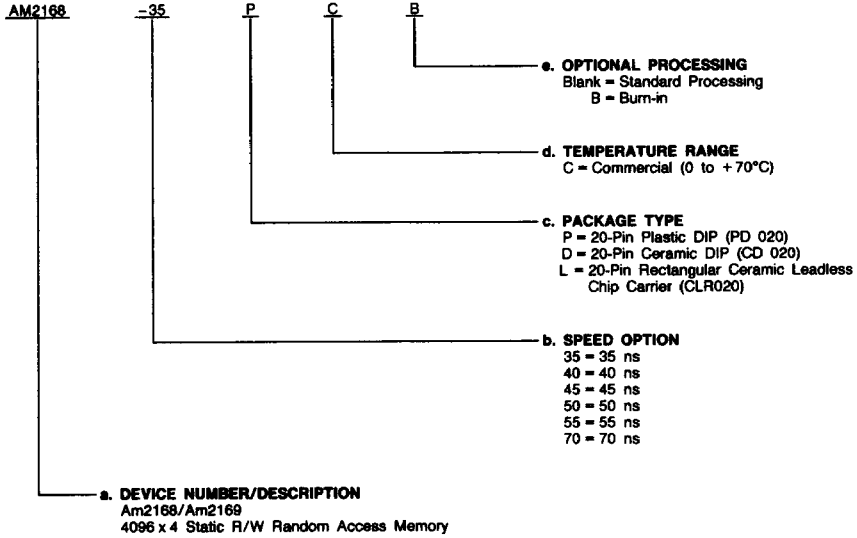 AM2168 -35 P C B
e. OPTIONAL PROCESSING
Blank = Standard Processing
B = Burn-in
d. TEMPERATURE RANGE
C = Commercial (0 to +70°C)
c. PACKAGE TYPE
P = 20-Pin Plastic DIP (PD 020)
D = 20-Pin Ceramic DIP (CD 020)
L = 20-Pin Rectangular Ceramic Leadless
Chip Carrier (CLR020)
b. SPEED OPTION
35 = 35 ns
40 = 40 ns
45 = 45 ns
50 = 50 ns
55 = 55 ns
70 = 70 ns
a. DEVICE NUMBER/DESCRIPTION
Am2168/Am2169
4096 x 4 Static R/W Random Access Memory